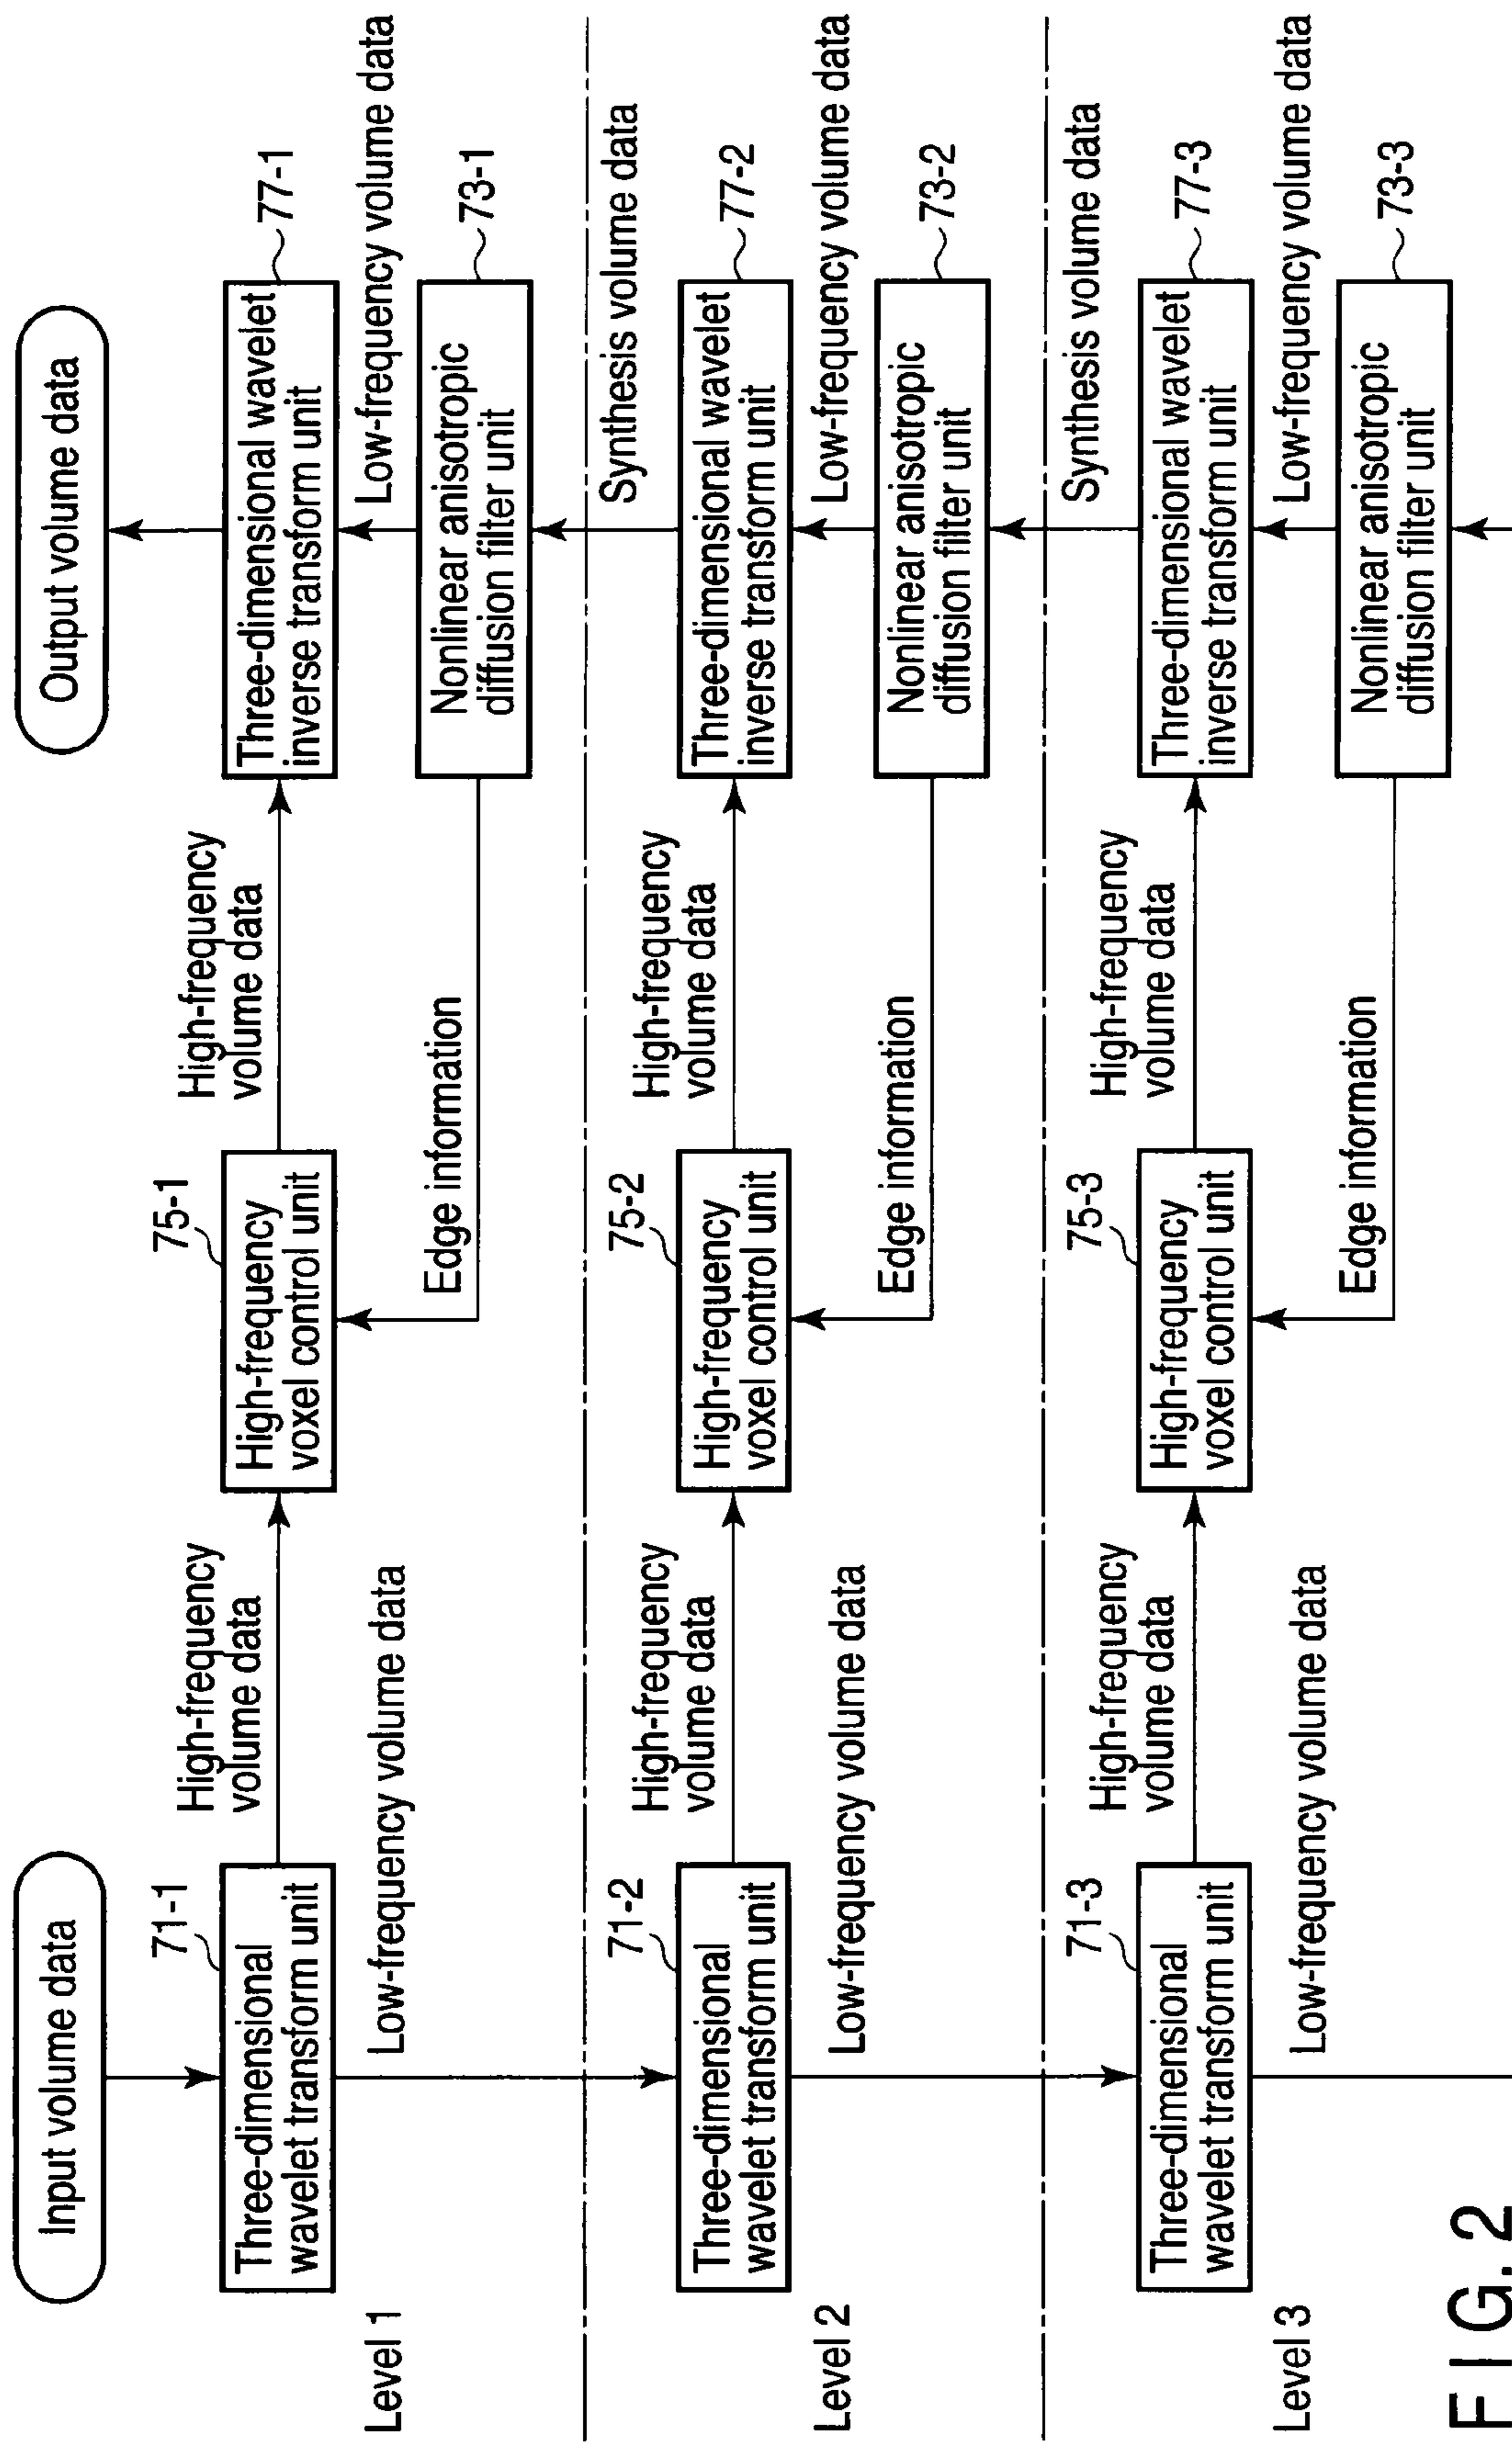 Input volume data
Output volume data
71-1
Three-dimensional
wavelet transform unit
High-frequency
volume data
75-1
High-frequency
voxel control unit
High-frequency
volume data
77-1
Three-dimensional wavelet
inverse transform unit
Low-frequency volume data
Low-frequency volume data
Edge information
Nonlinear anisotropic
diffusion filter unit
73-1
Level 1
Synthesis volume data
71-2
Three-dimensional
wavelet transform unit
High-frequency
volume data
75-2
High-frequency
voxel control unit
High-frequency
volume data
77-2
Three-dimensional wavelet
inverse transform unit
Low-frequency volume data
Low-frequency volume data
Edge information
Nonlinear anisotropic
diffusion filter unit
73-2
Level 2
Synthesis volume data
71-3
Three-dimensional
wavelet transform unit
High-frequency
volume data
75-3
High-frequency
voxel control unit
High-frequency
volume data
77-3
Three-dimensional wavelet
inverse transform unit
Low-frequency volume data
Low-frequency volume data
Edge information
Nonlinear anisotropic
diffusion filter unit
73-3
Level 3
FIG. 2